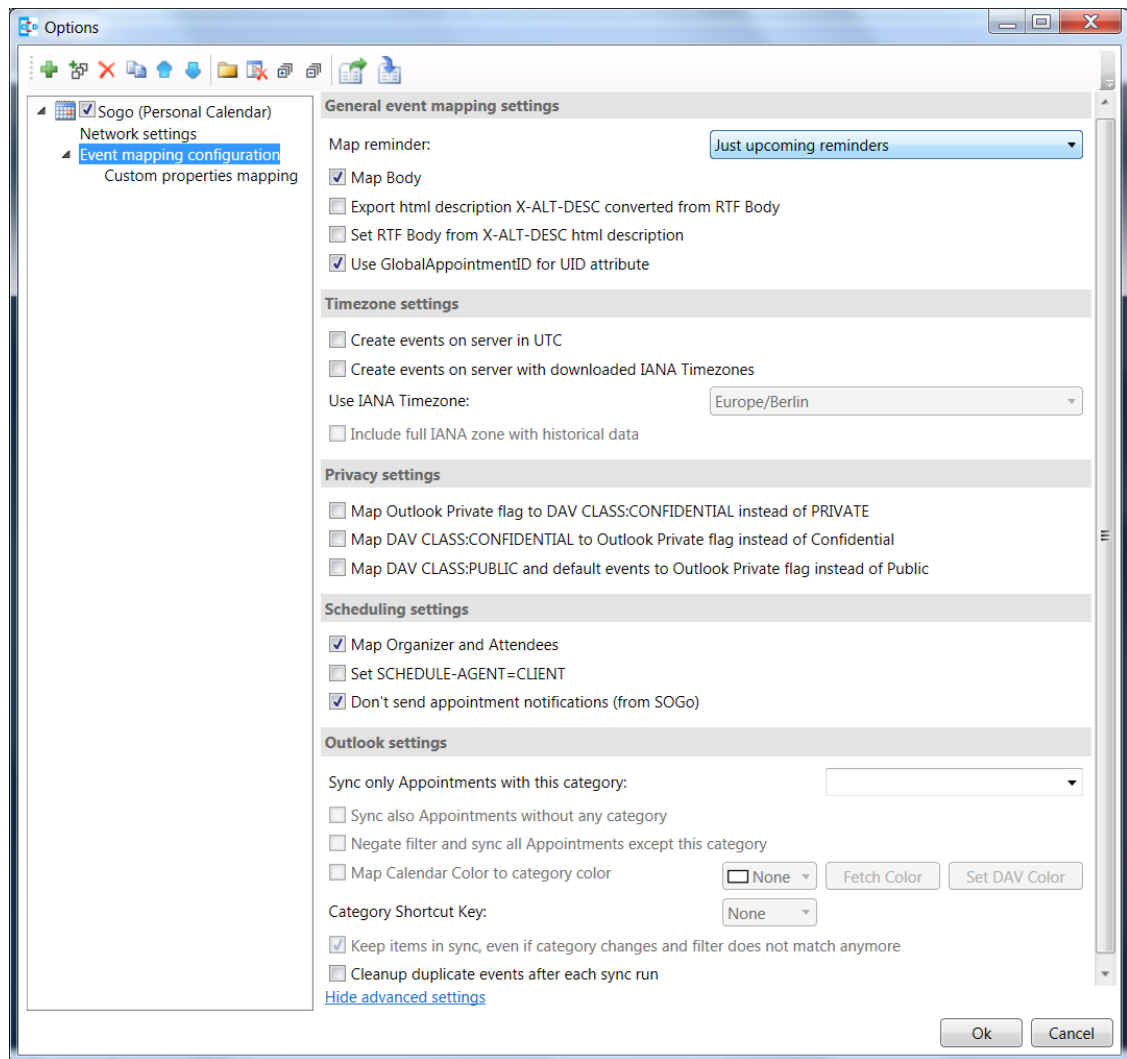 Options
Sogo (Personal Calendar)
Network settings
Event mapping configuration
Custom properties mapping
General event mapping settings
Map reminder: Just upcoming reminders
Map Body
Export html description X-ALT-DESC converted from RTF Body
Set RTF Body from X-ALT-DESC html description
Use GlobalAppointmentID for UID attribute
Timezone settings
Create events on server in UTC
Create events on server with downloaded IANA Timezones
Use IANA Timezone: Europe/Berlin
Include full IANA zone with historical data
Privacy settings
Map Outlook Private flag to DAV CLASS:CONFIDENTIAL instead of PRIVATE
Map DAV CLASS:CONFIDENTIAL to Outlook Private flag instead of Confidential
Map DAV CLASS:PUBLIC and default events to Outlook Private flag instead of Public
Scheduling settings
Map Organizer and Attendees
Set SCHEDULE-AGENT=CLIENT
Don't send appointment notifications (from SOGo)
Outlook settings
Sync only Appointments with this category:
Sync also Appointments without any category
Negate filter and sync all Appointments except this category
Map Calendar Color to category color None Fetch Color Set DAV Color
Category Shortcut Key: None
Keep items in sync, even if category changes and filter does not match anymore
Cleanup duplicate events after each sync run
Hide advanced settings
Ok Cancel